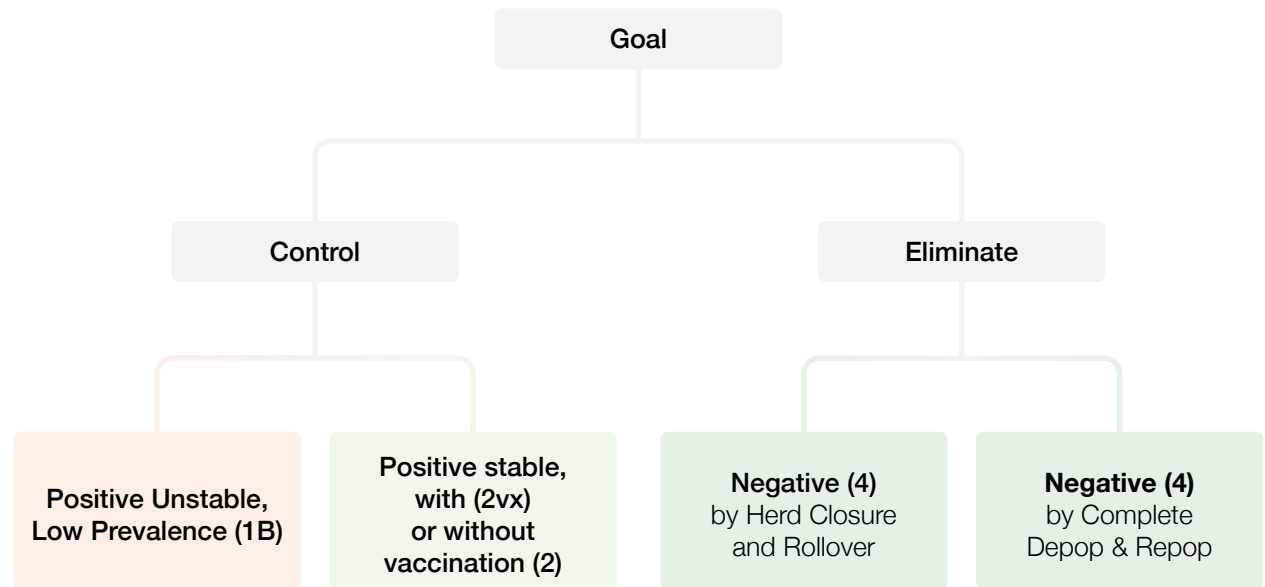 Goal
Control
Eliminate
Positive Unstable,
Low Prevalence (1B)
Positive stable,
with (2vx)
or without
vaccination (2)
Negative (4)
by Herd Closure
and Rollover
Negative (4)
by Complete
Depop & Repop